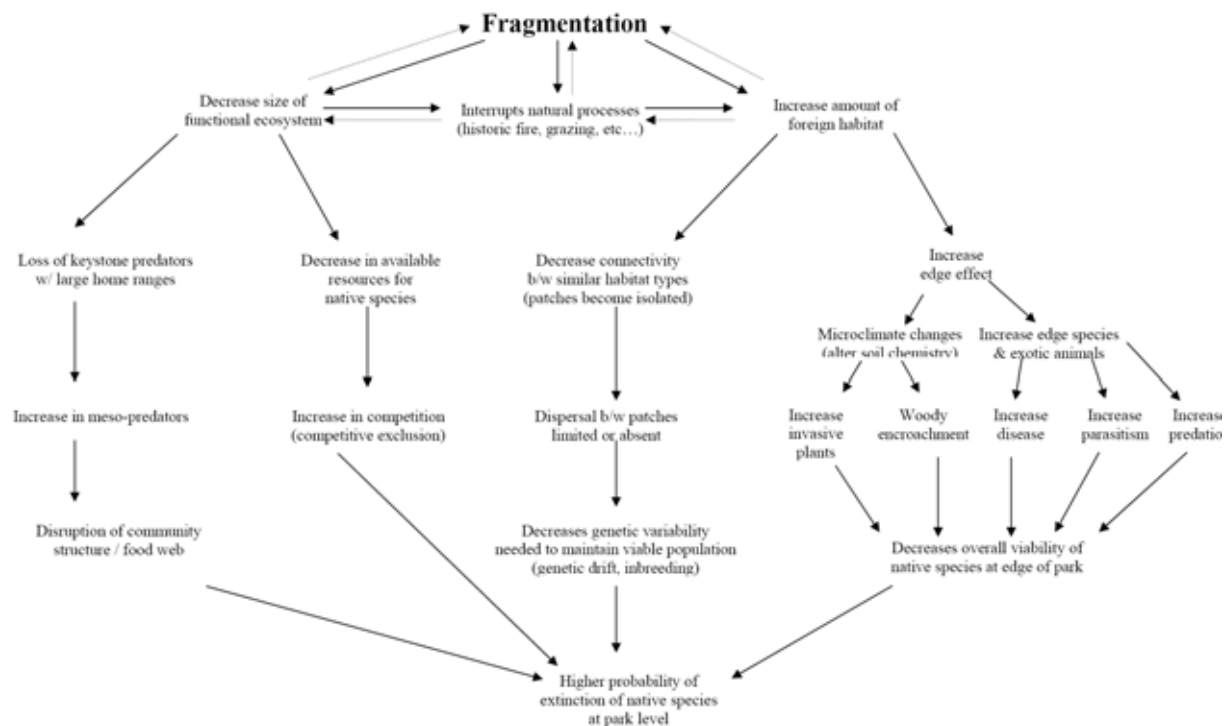 Fragmentation
Decrease size of
functional ecosystem
Interrupts natural processes
(historic fire, grazing, etc…)
Increase amount of
foreign habitat
Loss of keystone predators
w/ large home ranges
Decrease in available
resources for
native species
Decrease connectivity
b/w similar habitat types
(patches become isolated)
Increase
edge effect
Microclimate changes
(alter soil chemistry)
Increase edge species
& exotic animals
Increase in meso-predators
Increase in competition
(competitive exclusion)
Dispersal b/w patches
limited or absent
Increase
invasive
plants
Woody
encroachment
Increase
disease
Increase
parasitism
Increase
predatio
Disruption of community
structure / food web
Decreases genetic variability
needed to maintain viable population
(genetic drift, inbreeding)
Decreases overall viability of
native species at edge of park
Higher probability of
extinction of native species
at park level